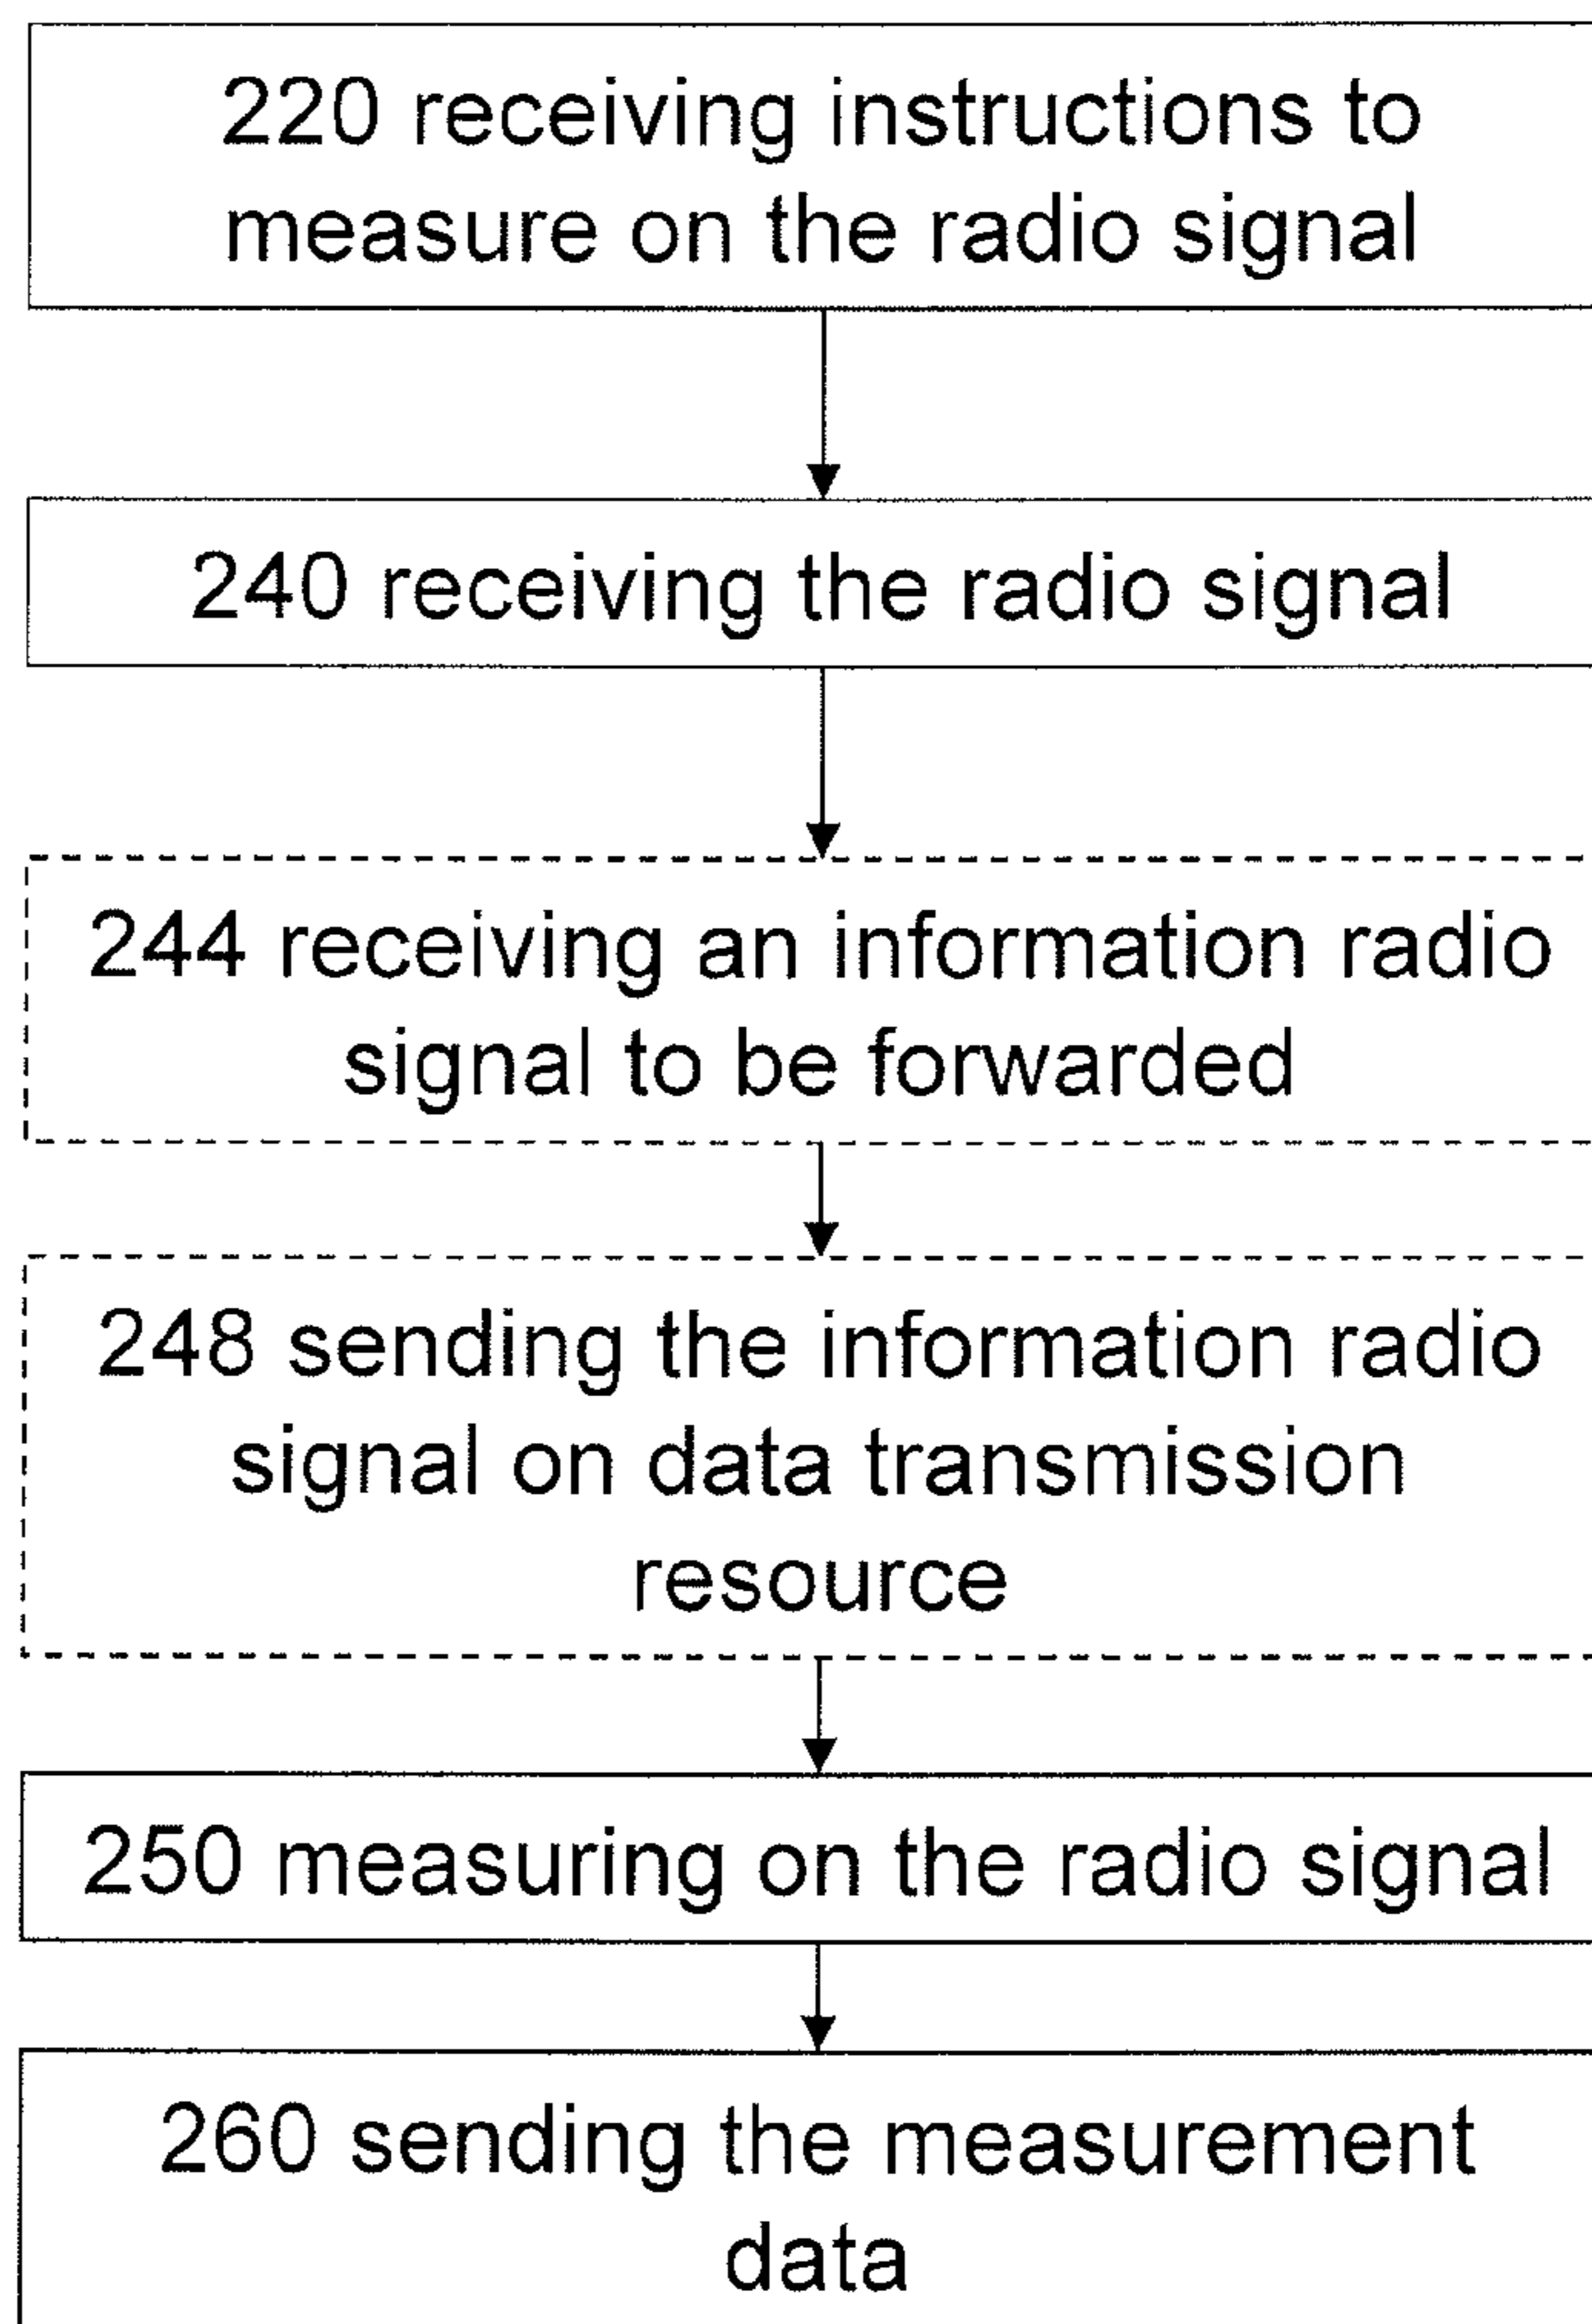 220 receiving instructions to
measure on the radio signal
240 receiving the radio signal
244 receiving an information radio
signal to be forwarded
248 sending the information radio
signal on data transmission
resource
250 measuring on the radio signal
260 sending the measurement
data